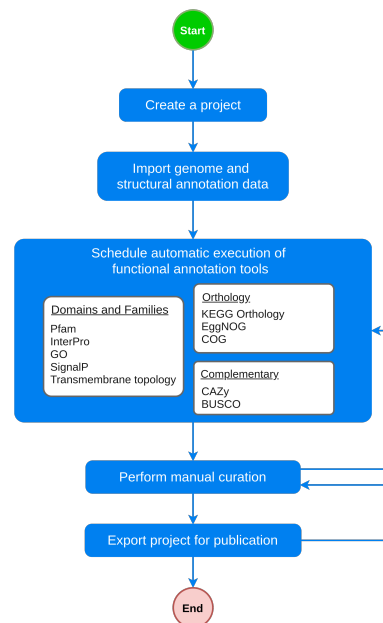 Start
Create a project
Import genome and
structural annotation data
Schedule automatic execution of
functional annotation tools
Domains and Families
Pfam
InterPro
GO
SignalP
Transmembrane topology
Orthology
KEGG Orthology
EggNOG
COG
Complementary
CAZy
BUSCO
Perform manual curation
Export project for publication
End